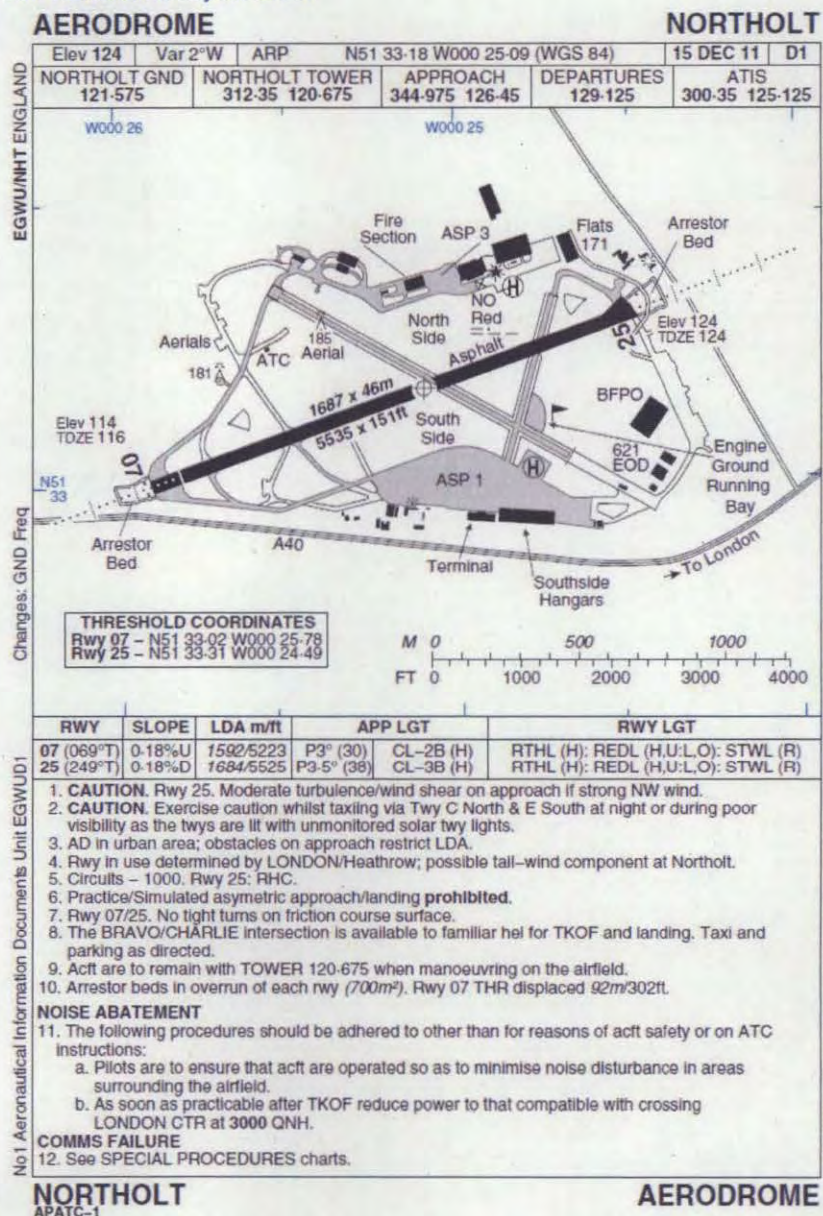 AERODROME NORTHOLT
Elev 124 Var 2°W ARP N51 33·18 W000 25·09 (WGS 84) 15 DEC 11 D1
NORTHOLT GND NORTHOLT TOWER APPROACH DEPARTURES ATIS
121·575 312·35 120·675 344·975 126·45 129·125 300·35 125·125
EGWU/NHT ENGLAND
W000 26 W000 25
Fire
Section
ASP 3
Flats
171
Arrestor
Bed
NO
Red
H
North
Side
Asphalt
25
Elev 124
TDZE 124
Aerials
ATC
185
Aerial
181
1687 x 46m
5535 x 151ft
South
Side
BFPO
Elev 114
TDZE 116
07
621
EOD
H
Engine
Ground
Running
Bay
N51
33
ASP 1
Arrestor
Bed
A40
Terminal
To London
Southside
Hangars
Changes: GND Freq
THRESHOLD COORDINATES
Rwy 07 – N51 33·02 W000 25·78
Rwy 25 – N51 33·31 W000 24·49
M 0 500 1000
FT 0 1000 2000 3000 4000
RWY SLOPE LDA m/ft APP LGT RWY LGT
07 (069°T) 0·18%U 1592/5223 P3° (30) CL–2B (H) RTHL (H): REDL (H,U:L,O): STWL (R)
25 (249°T) 0·18%D 1684/5525 P3·5° (38) CL–3B (H) RTHL (H): REDL (H,U:L,O): STWL (R)
1. CAUTION. Rwy 25. Moderate turbulence/wind shear on approach if strong NW wind.
2. CAUTION. Exercise caution whilst taxiing via Twy C North & E South at night or during poor
visibility as the twys are lit with unmonitored solar twy lights.
3. AD in urban area; obstacles on approach restrict LDA.
4. Rwy in use determined by LONDON/Heathrow; possible tail–wind component at Northolt.
5. Circuits – 1000. Rwy 25: RHC.
6. Practice/Simulated asymetric approach/landing prohibited.
7. Rwy 07/25. No tight turns on friction course surface.
8. The BRAVO/CHARLIE intersection is available to familiar hel for TKOF and landing. Taxi and
parking as directed.
9. Acft are to remain with TOWER 120·675 when manoeuvring on the airfield.
10. Arrestor beds in overrun of each rwy (700m²). Rwy 07 THR displaced 92m/302ft.
NOISE ABATEMENT
11. The following procedures should be adhered to other than for reasons of acft safety or on ATC
instructions:
a. Pilots are to ensure that acft are operated so as to minimise noise disturbance in areas
surrounding the airfield.
b. As soon as practicable after TKOF reduce power to that compatible with crossing
LONDON CTR at 3000 QNH.
COMMS FAILURE
12. See SPECIAL PROCEDURES charts.
No1 Aeronautical Information Documents Unit EGWUD1
NORTHOLT AERODROME
APATC–1